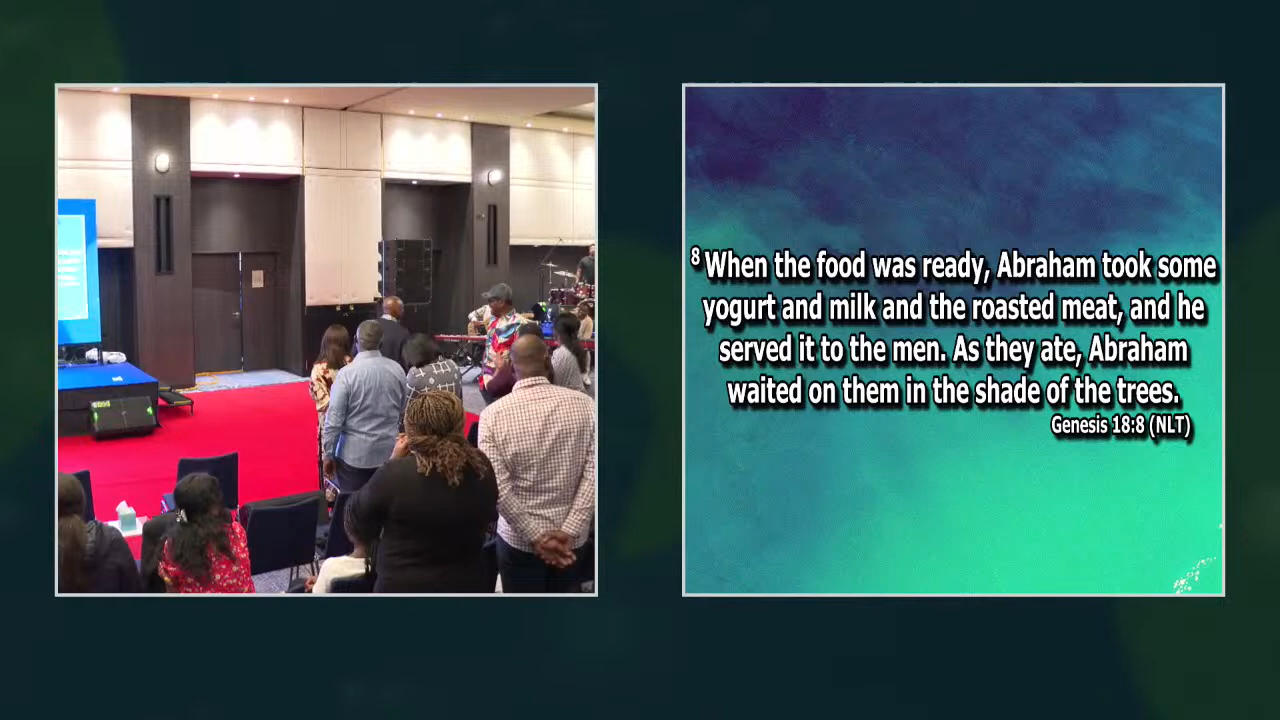 8 When the food was ready, Abraham took some
yogurt and milk and the roasted meat, and he
served it to the men. As they ate, Abraham
waited on them in the shade of the trees.
Genesis 18:8 (NLT)